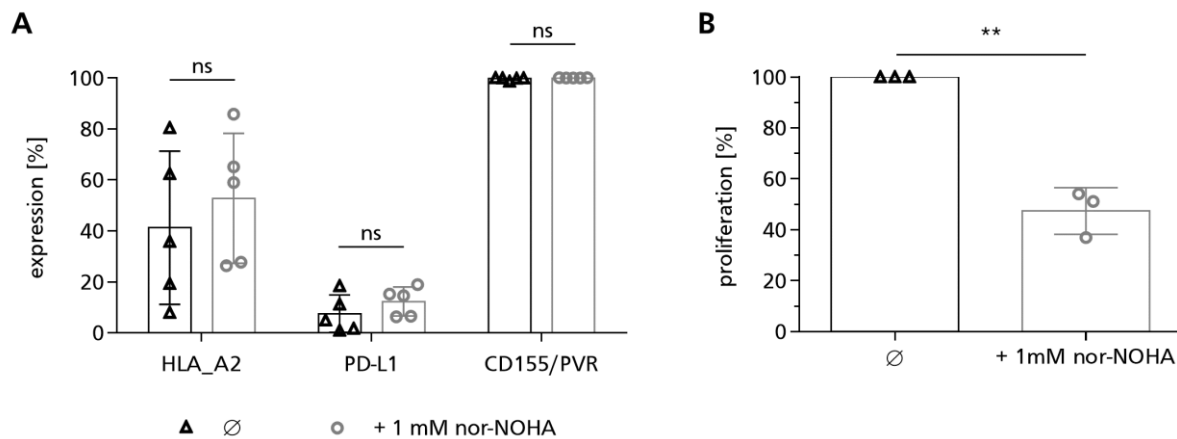 A
ns
ns
ns
expression [%]
100
80
60
40
20
0
HLA_A2
PD-L1
CD155/PVR
∅
+ 1 mM nor-NOHA
B
**
proliferation [%]
100
80
60
40
20
0
∅
+ 1mM nor-NOHA